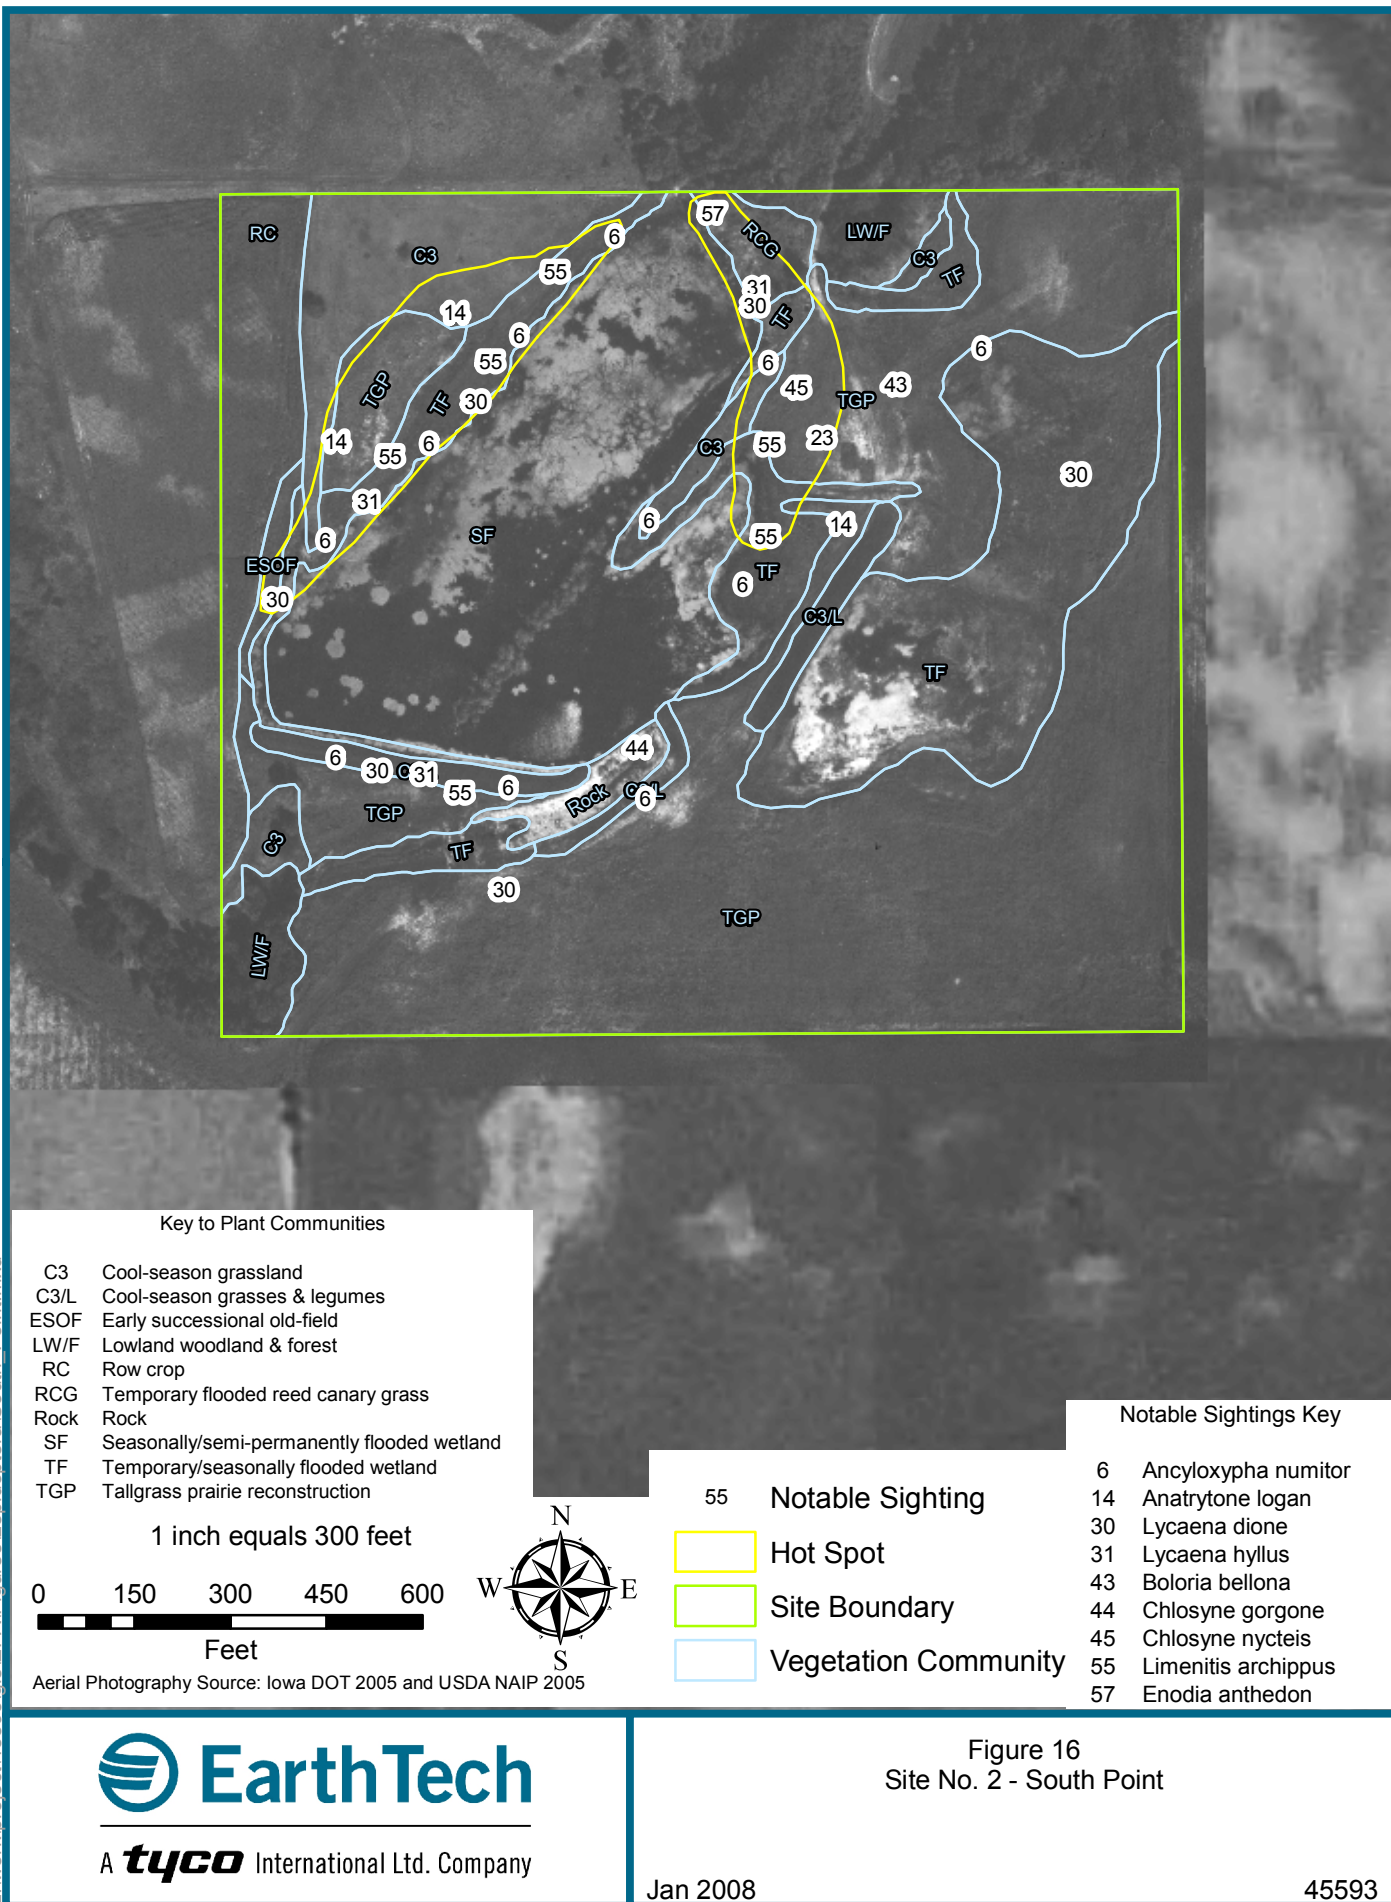 57
RC
RCG
LW/F
6
C3
C3
55
TF
31
30
14
TF
6
6
6
55
45
43
TGP
TGP
30
TF
14
6
55
C3
55
23
30
31
6
14
SF
6
55
ESOF
TF
6
30
C3/L
TF
44
6
30
31
55
6
Rock
6
TGP
C3
TF
30
TGP
LW/F
Key to Plant Communities
C3 Cool-season grassland
C3/L Cool-season grasses & legumes
ESOF Early successional old-field
LW/F Lowland woodland & forest
RC Row crop
RCG Temporary flooded reed canary grass
Rock Rock
SF Seasonally/semi-permanently flooded wetland
TF Temporary/seasonally flooded wetland
TGP Tallgrass prairie reconstruction
1 inch equals 300 feet
0 150 300 450 600
Feet
Aerial Photography Source: Iowa DOT 2005 and USDA NAIP 2005
N
W E
S
55 Notable Sighting
Hot Spot
Site Boundary
Vegetation Community
Notable Sightings Key
6 Ancyloxypha numitor
14 Anatrytone logan
30 Lycaena dione
31 Lycaena hyllus
43 Boloria bellona
44 Chlosyne gorgone
45 Chlosyne nycteis
55 Limenitis archippus
57 Enodia anthedon
EarthTech
A tyco International Ltd. Company
Figure 16
Site No. 2 - South Point
Jan 2008
45593